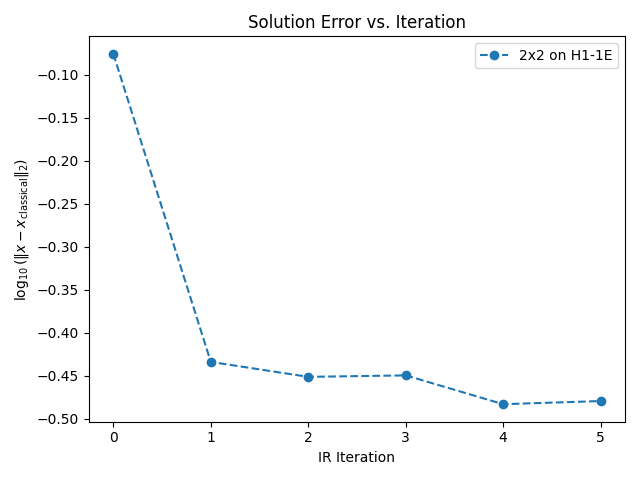 Solution Error vs. Iteration
2x2 on H1-1E
−0.10
−0.15
−0.20
−0.25
−0.30
−0.35
−0.40
−0.45
−0.50
log₁₀ (‖x − x_classical‖₂)
0 1 2 3 4 5
IR Iteration